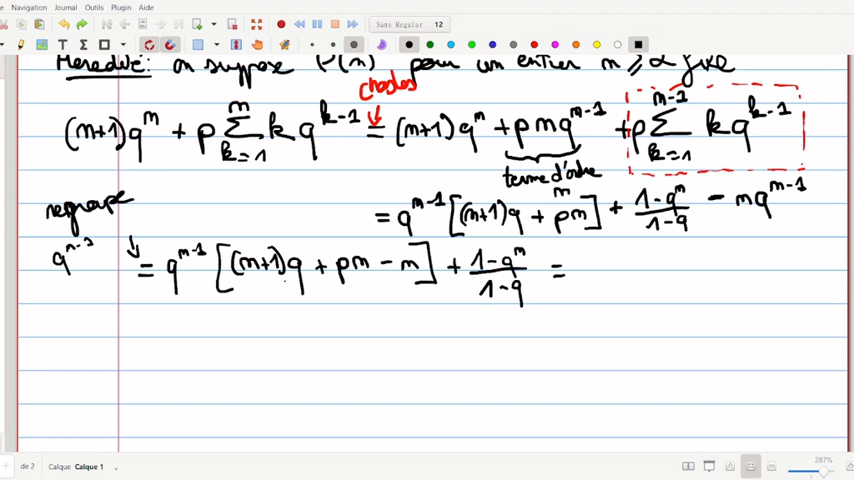 Navigation Journal Outils Plugin Aide
Sans Regular 12
Hérédité: on suppose P(n) pour un entier n ≥ 2 fixé
Chasles
(n+1)q^n + p∑_{k=1}^{n} k q^{k-1} = (n+1)q^n + p n q^{n-1} + p∑_{k=1}^{n-1} k q^{k-1}
terme d'ordre n
regroupe = q^{n-1} [(n+1)q + pn] + \frac{1-q^n}{1-q} - nq^{n-1}
q^{n-1} = q^{n-1} [(n+1)q + pn - n] + \frac{1-q^n}{1-q} =
de 2 Calque Calque 1 287%